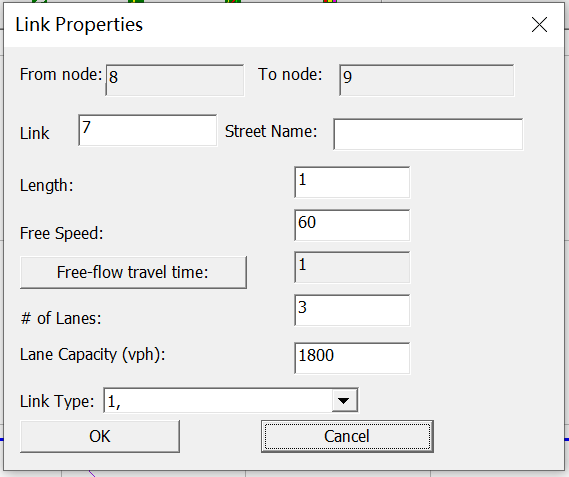 Link Properties
From node: 8 To node: 9
Link 7 Street Name:
Length: 1
Free Speed: 60
Free-flow travel time: 1
# of Lanes: 3
Lane Capacity (vph): 1800
Link Type: 1,
OK Cancel